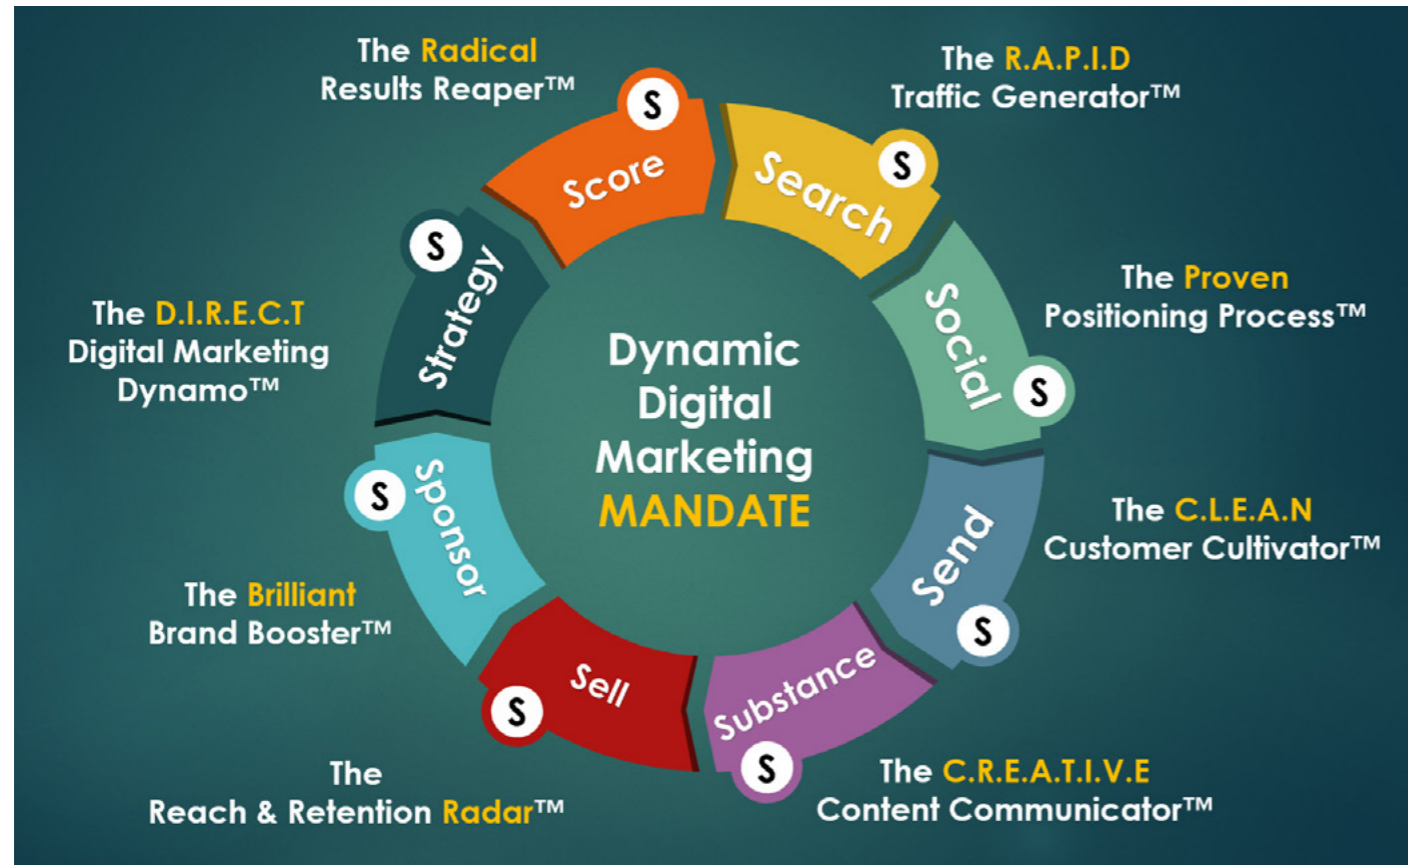 The Radical
Results Reaper™
The R.A.P.I.D
Traffic Generator™
S
Score
S
Search
The Proven
Positioning Process™
S
Social
The C.L.E.A.N
Customer Cultivator™
S
Send
The C.R.E.A.T.I.V.E
Content Communicator™
S
Substance
The
Reach & Retention Radar™
S
Sell
The Brilliant
Brand Booster™
S
Sponsor
The D.I.R.E.C.T
Digital Marketing
Dynamo™
S
Strategy
Dynamic
Digital
Marketing
MANDATE